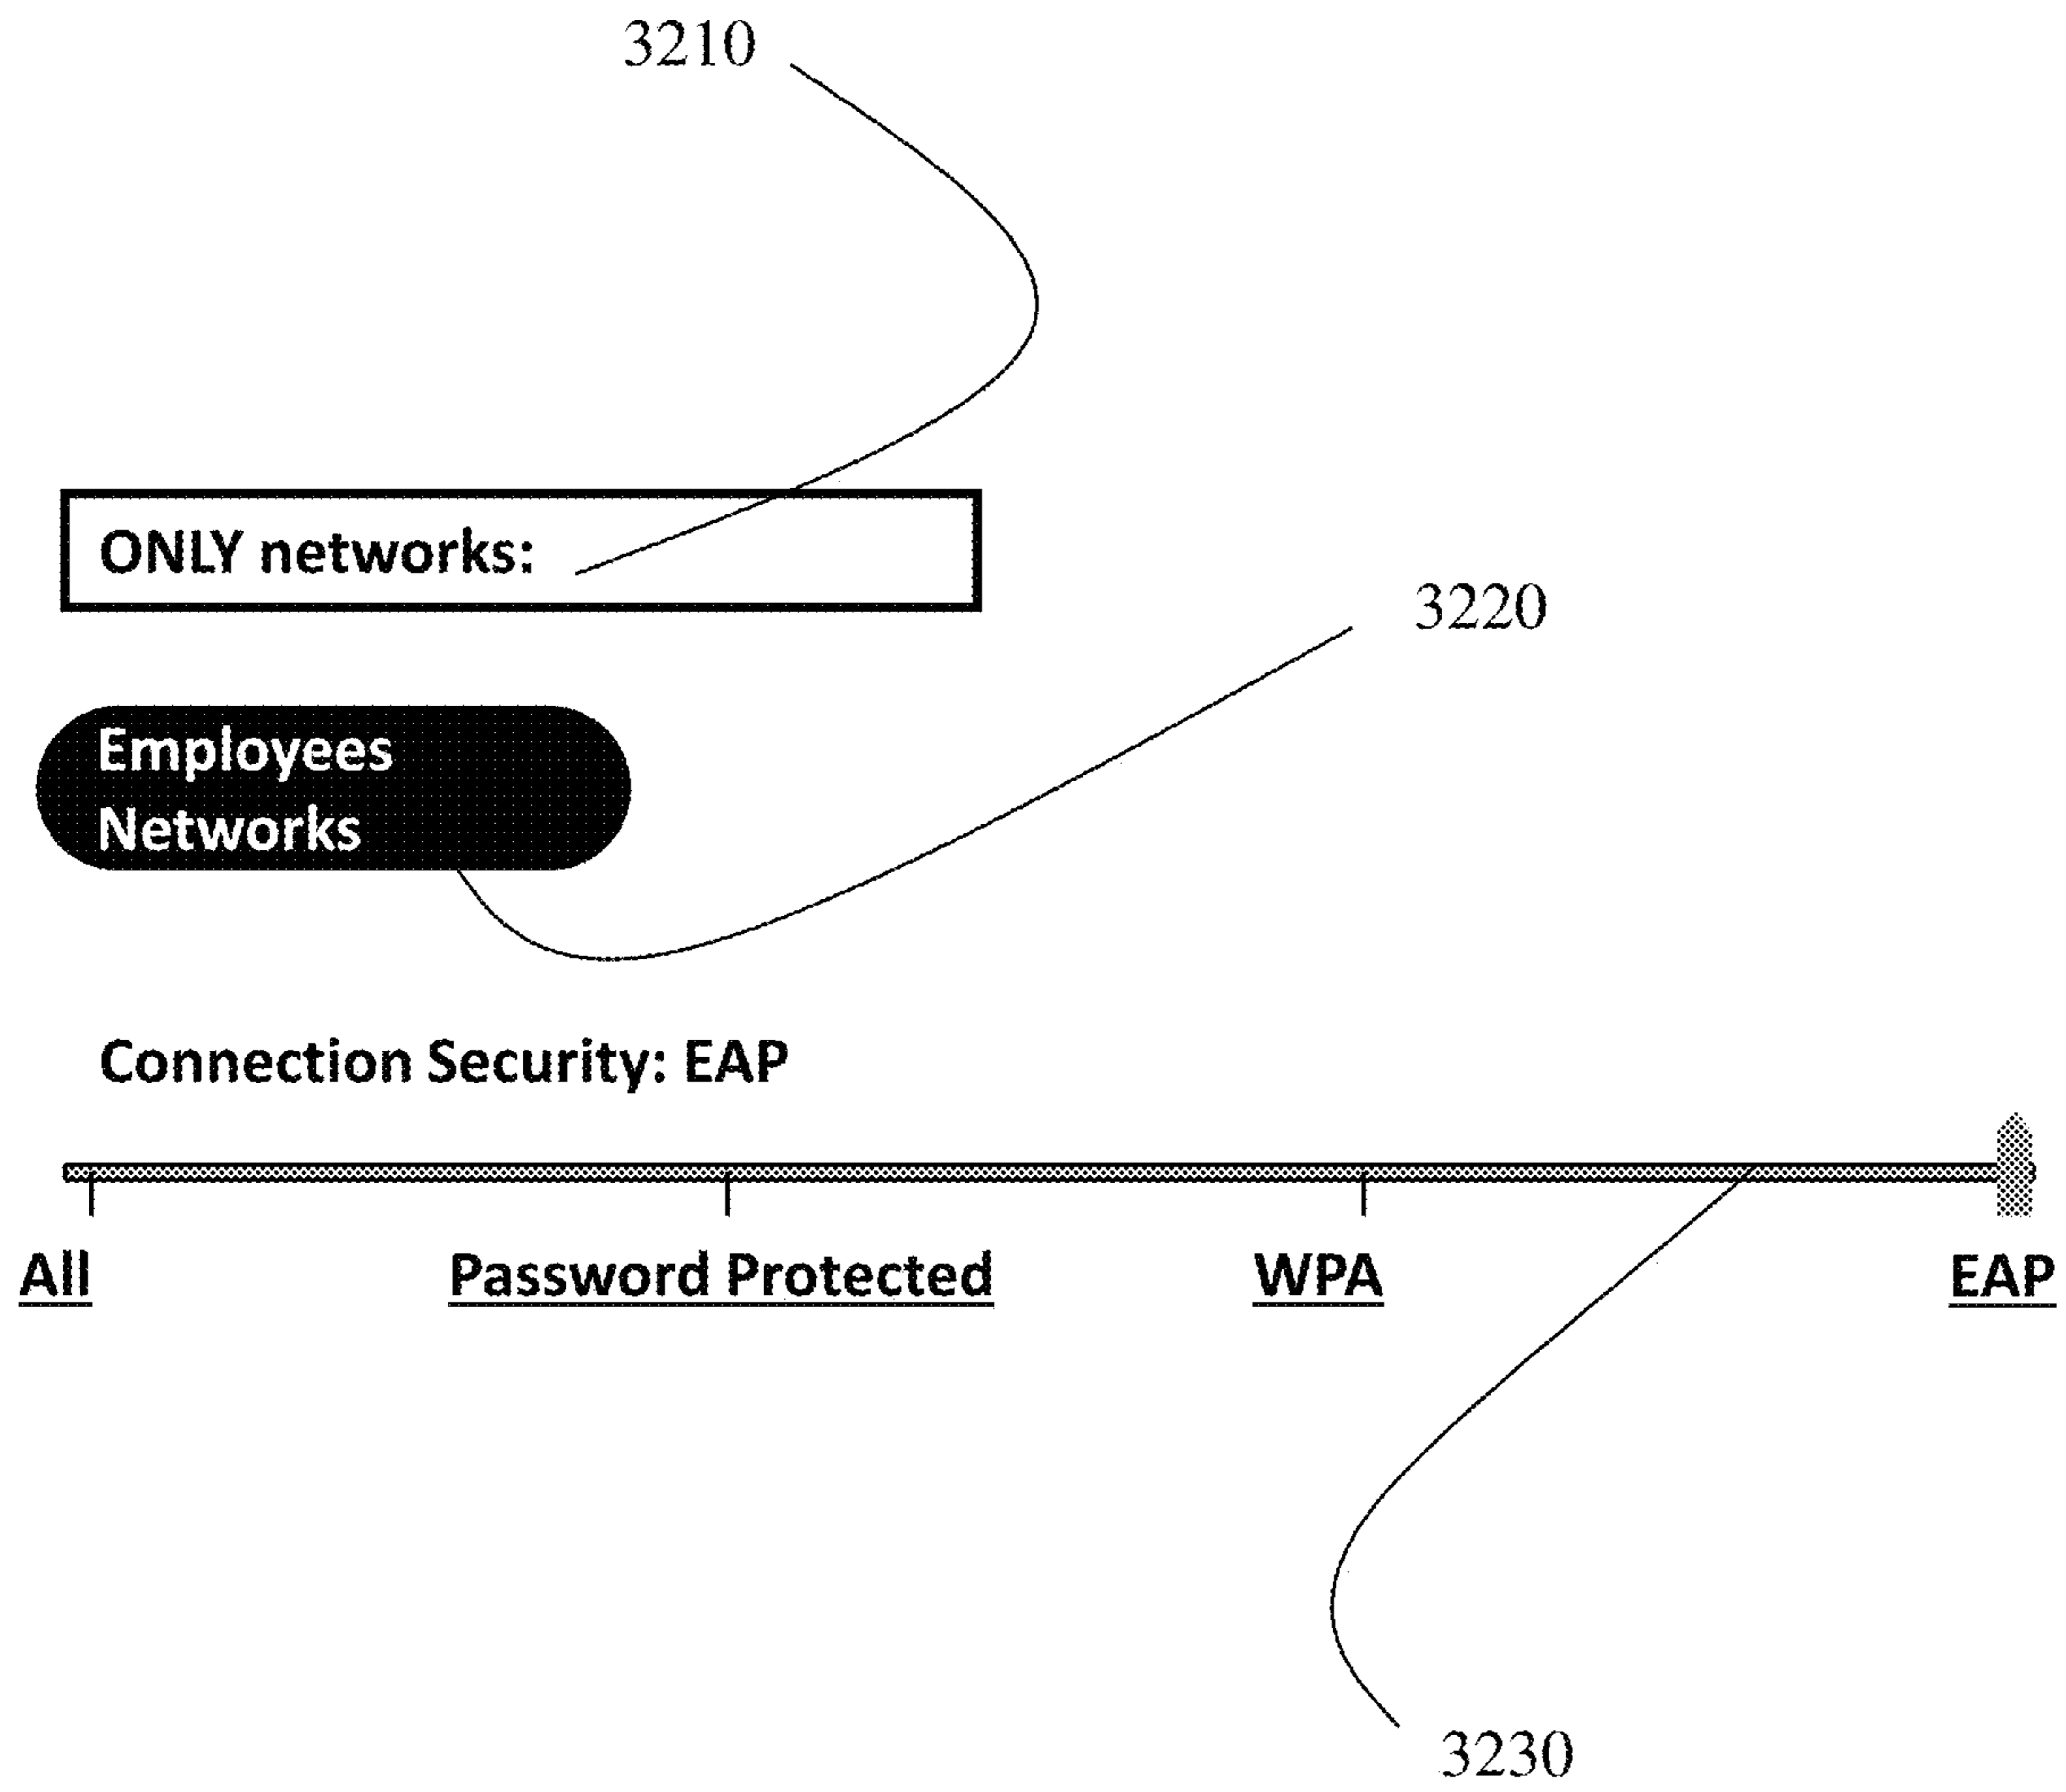 3210
ONLY networks:
3220
Employees
Networks
Connection Security: EAP
All Password Protected WPA EAP
3230